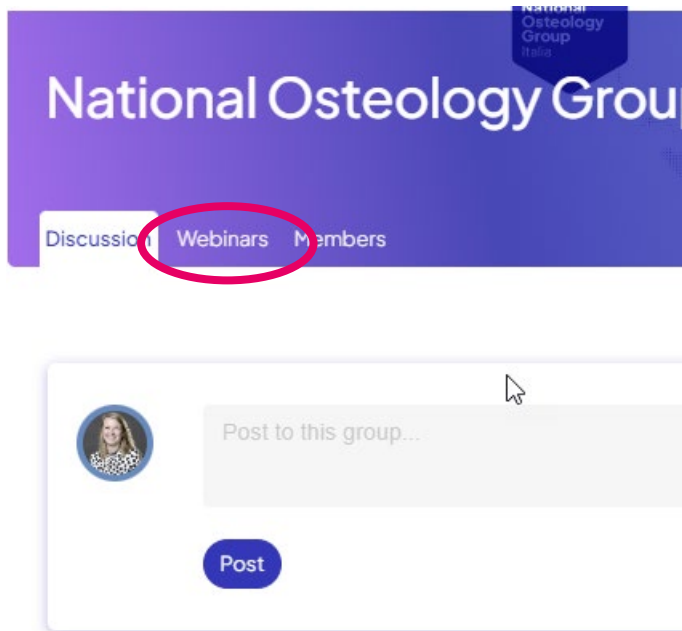 National
Osteology
Group
Italia
National Osteology Grou
Discussion Webinars Members
Post to this group...
Post